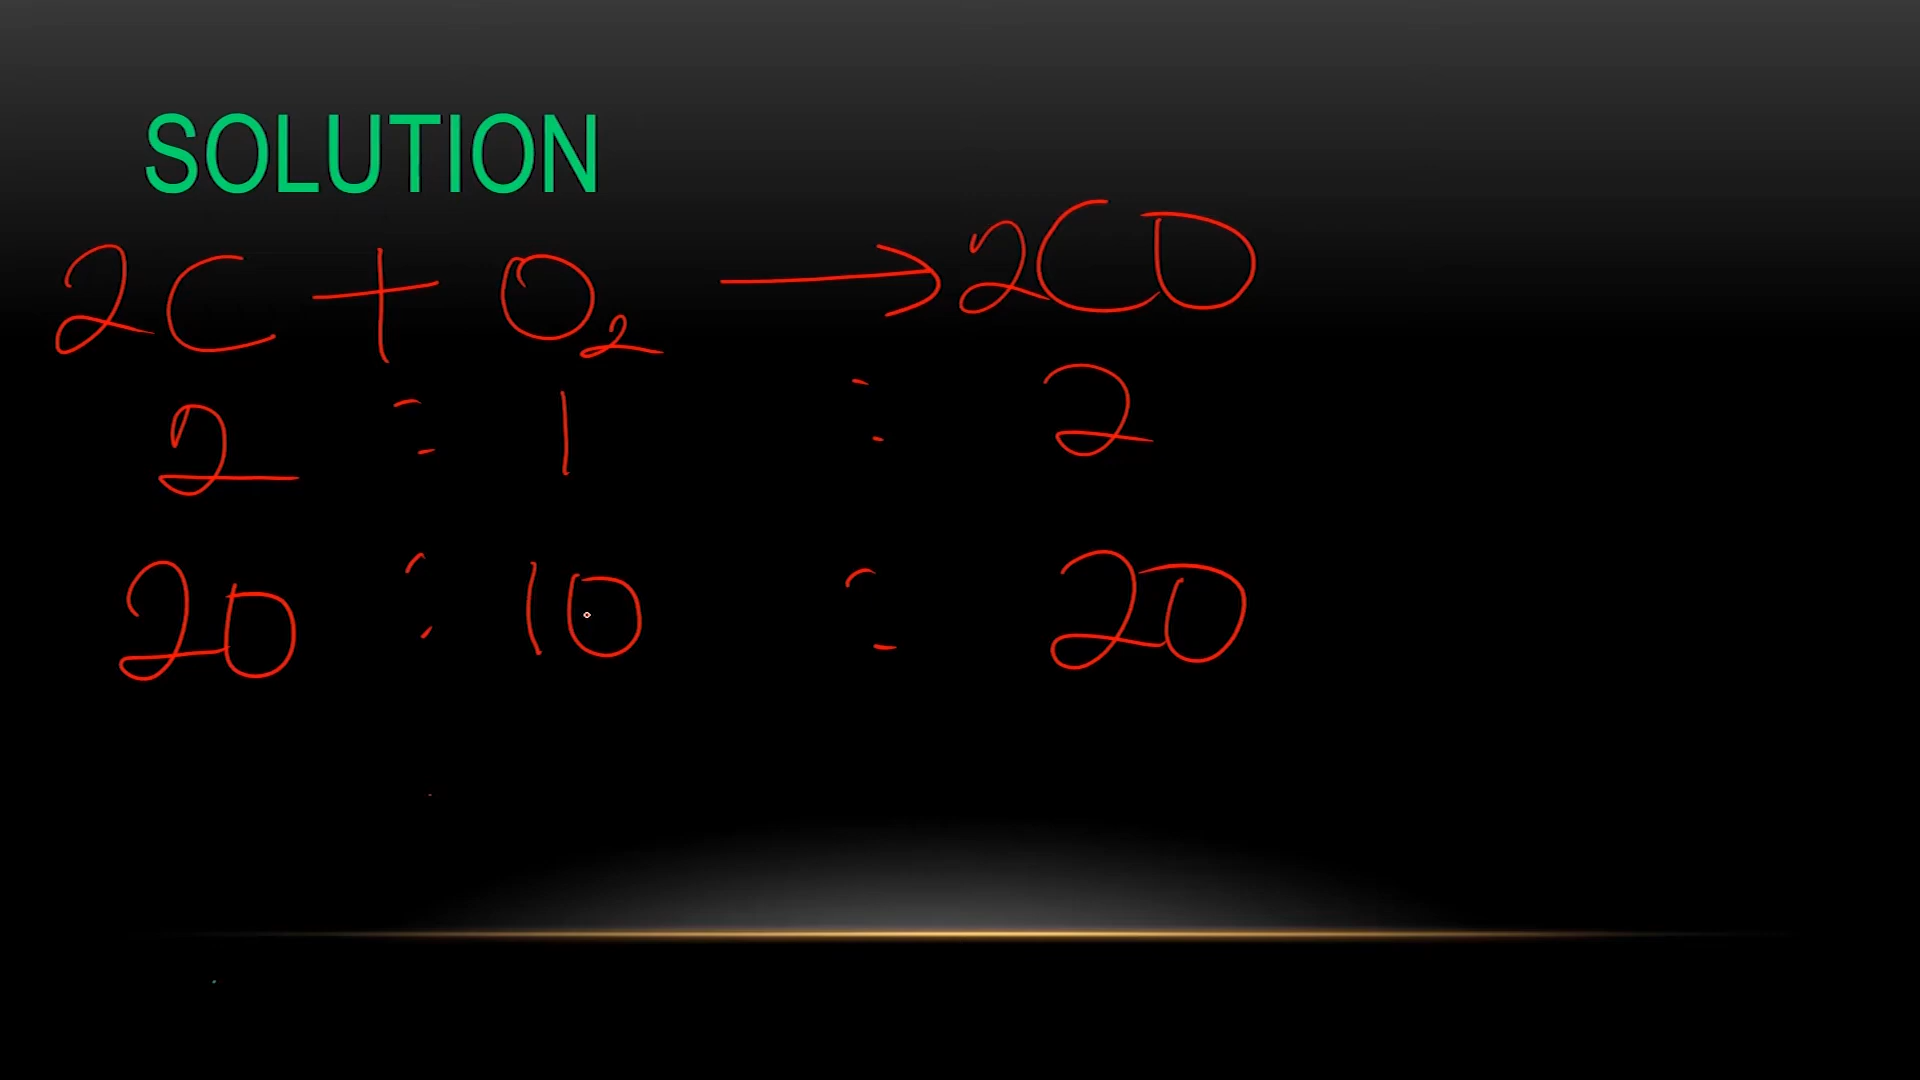 SOLUTION
2C + O₂ → 2CO
2 : 1 : 2
20 : 10 : 20